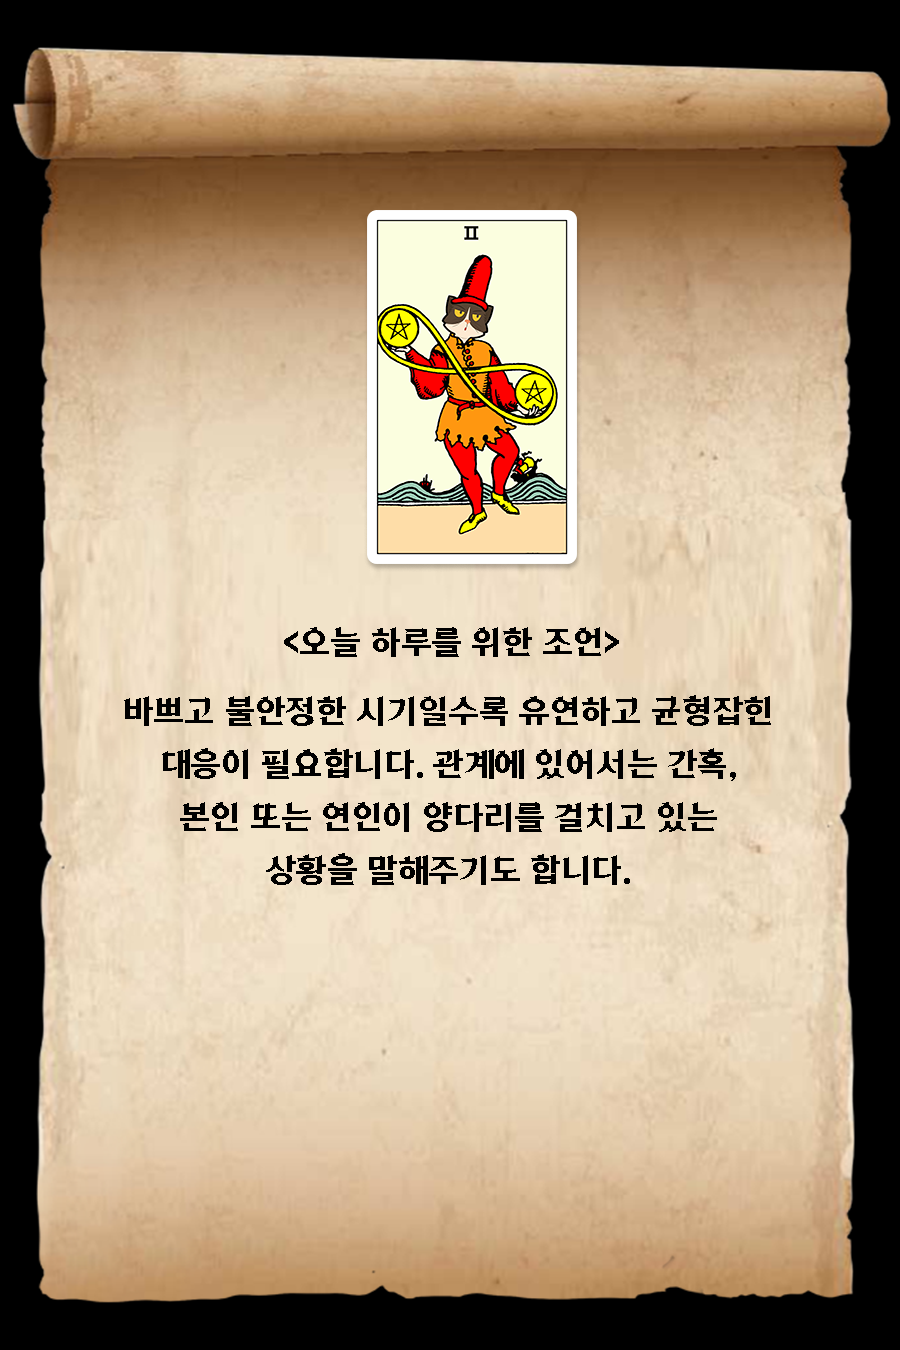 II
<오늘 하루를 위한 조언>
바쁘고 불안정한 시기일수록 유연하고 균형잡힌
대응이 필요합니다. 관계에 있어서는 간혹,
본인 또는 연인이 양다리를 걸치고 있는
상황을 말해주기도 합니다.